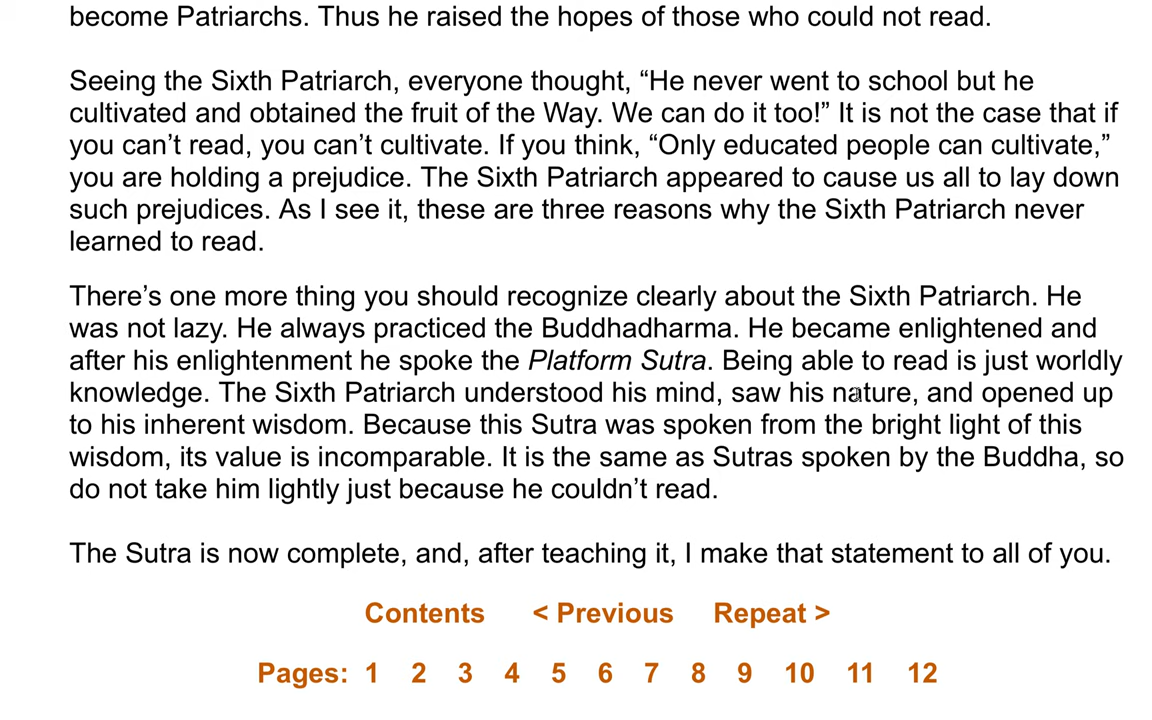 become Patriarchs. Thus he raised the hopes of those who could not read.
Seeing the Sixth Patriarch, everyone thought, “He never went to school but he
cultivated and obtained the fruit of the Way. We can do it too!” It is not the case that if
you can’t read, you can’t cultivate. If you think, “Only educated people can cultivate,”
you are holding a prejudice. The Sixth Patriarch appeared to cause us all to lay down
such prejudices. As I see it, these are three reasons why the Sixth Patriarch never
learned to read.
There’s one more thing you should recognize clearly about the Sixth Patriarch. He
was not lazy. He always practiced the Buddhadharma. He became enlightened and
after his enlightenment he spoke the Platform Sutra. Being able to read is just worldly
knowledge. The Sixth Patriarch understood his mind, saw his nature, and opened up
to his inherent wisdom. Because this Sutra was spoken from the bright light of this
wisdom, its value is incomparable. It is the same as Sutras spoken by the Buddha, so
do not take him lightly just because he couldn’t read.
The Sutra is now complete, and, after teaching it, I make that statement to all of you.
Contents < Previous Repeat >
Pages: 1 2 3 4 5 6 7 8 9 10 11 12